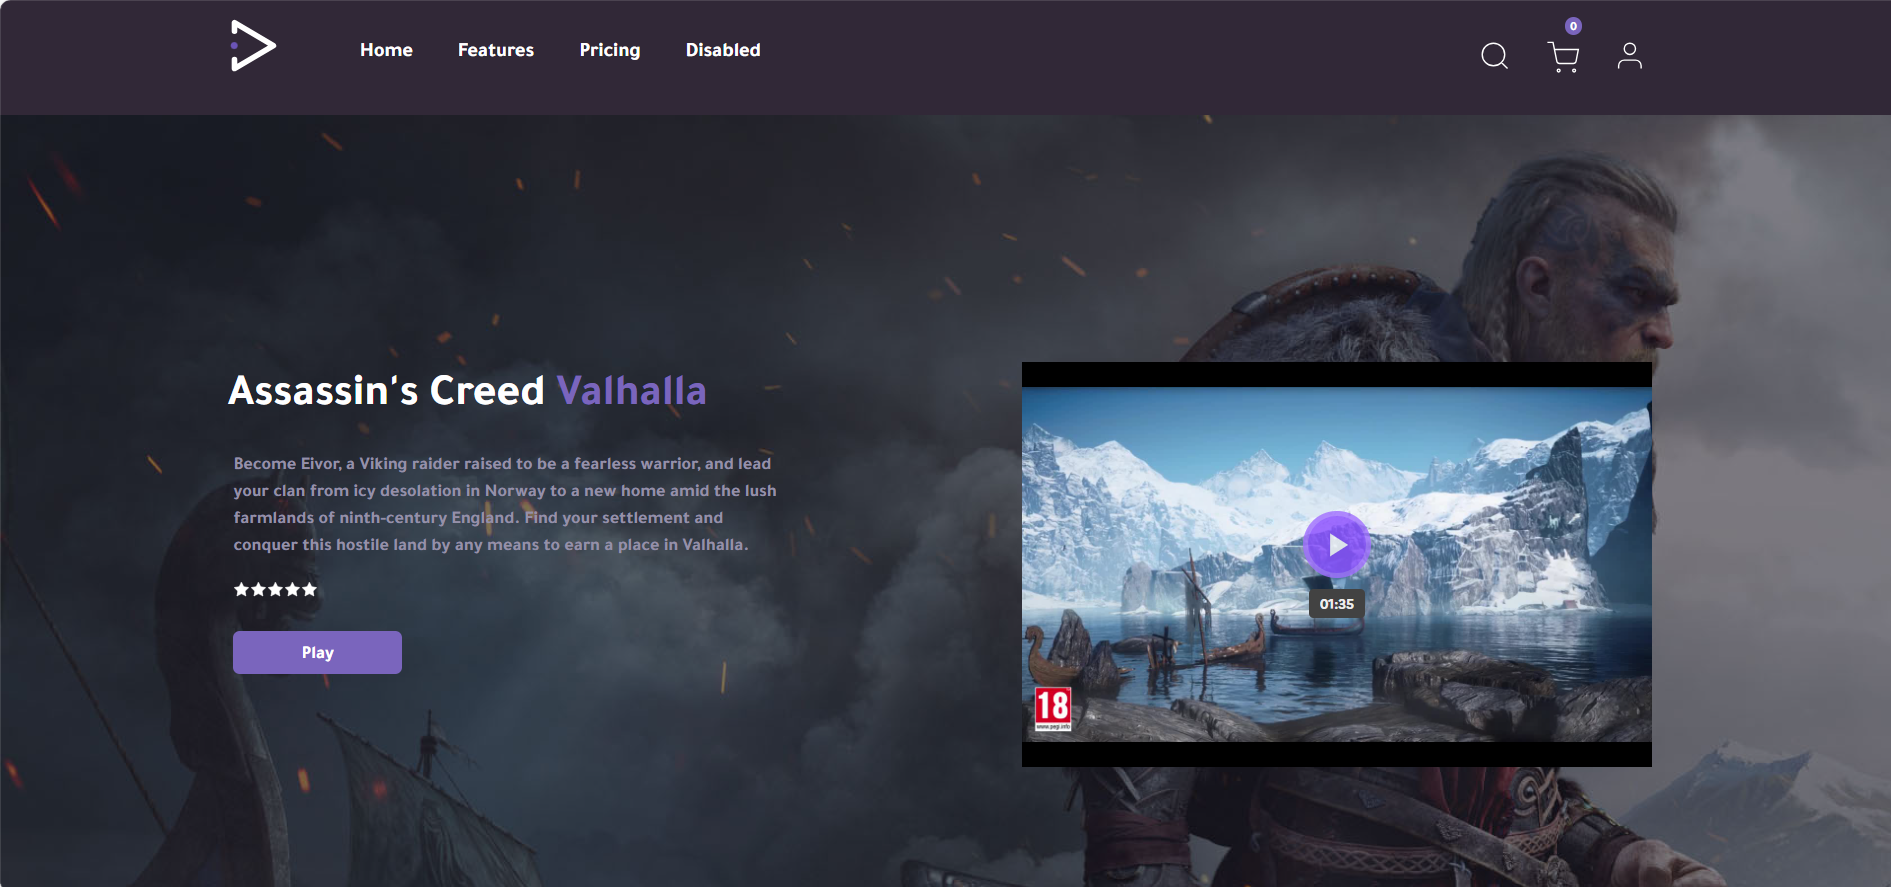 Home Features Pricing Disabled
0
Assassin's Creed Valhalla
Become Eivor, a Viking raider raised to be a fearless warrior, and lead
your clan from icy desolation in Norway to a new home amid the lush
farmlands of ninth-century England. Find your settlement and
conquer this hostile land by any means to earn a place in Valhalla.
Play
01:35
18
www.pegi.info